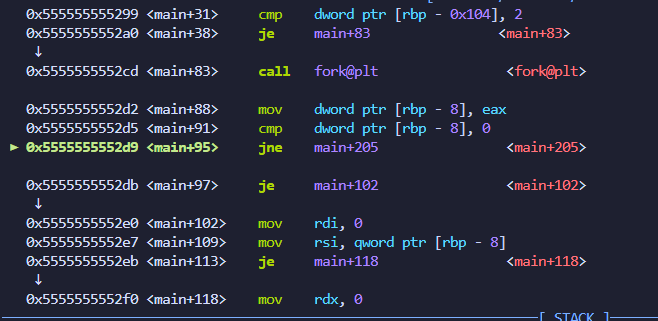 0x555555555299 <main+31> cmp dword ptr [rbp - 0x104], 2
0x5555555552a0 <main+38> je main+83 <main+83>
↓
0x5555555552cd <main+83> call fork@plt <fork@plt>
0x5555555552d2 <main+88> mov dword ptr [rbp - 8], eax
0x5555555552d5 <main+91> cmp dword ptr [rbp - 8], 0
► 0x5555555552d9 <main+95> jne main+205 <main+205>
0x5555555552db <main+97> je main+102 <main+102>
↓
0x5555555552e0 <main+102> mov rdi, 0
0x5555555552e7 <main+109> mov rsi, qword ptr [rbp - 8]
0x5555555552eb <main+113> je main+118 <main+118>
↓
0x5555555552f0 <main+118> mov rdx, 0
[ STACK ]